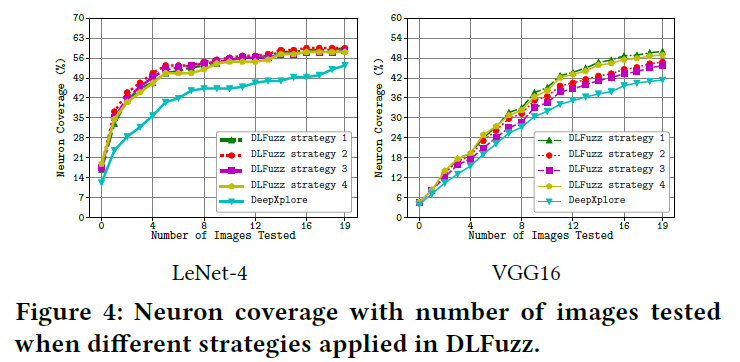 70
63
56
49
42
35
28
21
14
7
0
Neuron Coverage (%)
DLFuzz strategy 1
DLFuzz strategy 2
DLFuzz strategy 3
DLFuzz strategy 4
DeepXplore
0 4 8 12 16 19
Number of Images Tested
LeNet-4
60
54
48
42
36
30
24
18
12
6
0
Neuron Coverage (%)
DLFuzz strategy 1
DLFuzz strategy 2
DLFuzz strategy 3
DLFuzz strategy 4
DeepXplore
0 4 8 12 16 19
Number of Images Tested
VGG16
Figure 4: Neuron coverage with number of images tested
when different strategies applied in DLFuzz.